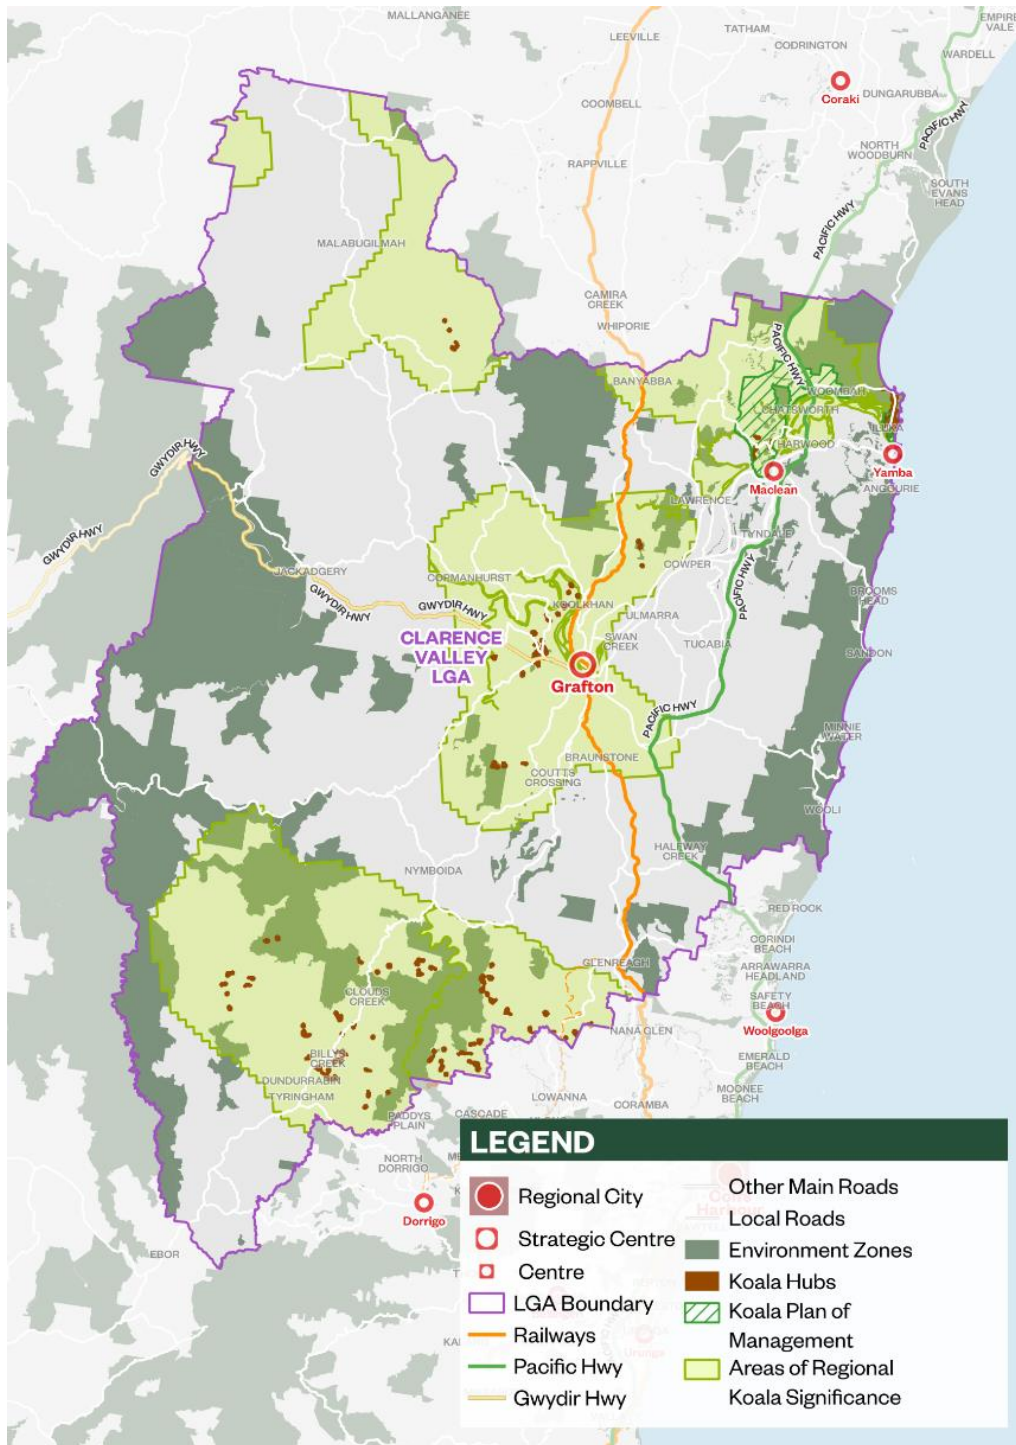 MALLANGANEE
LEEVILLE
TATHAM
EMPIRE
VALE
CODRINGTON
WARDELL
Coraki
DUNGARUBBA
COOMBELL
PACIFIC HWY
NORTH
WOODBURN
RAPPVILLE
SOUTH
EVANS
HEAD
PACIFIC HWY
MALABUGILMAH
CAMIRA
CREEK
WHIPORIE
PACIFIC HWY
BANYABBA
WOOMBAH
CHATSWORTH
ILUKA
HARWOOD
GWYDIR HWY
Yamba
Maclean
ANGOURIE
LAWRENCE
GWYDIR HWY
TYNDALE
COWPER
JACKADGERY
COPMANHURST
PACIFIC HWY
BROOMS
HEAD
GWYDIR HWY
GWYDIR HWY
KOOLKHAN
ULMARRA
CLARENCE
VALLEY
LGA
SWAN
CREEK
TUCABIA
SANDON
Grafton
PACIFIC HWY
MINNIE
WATER
BRAUNSTONE
COUTTS
CROSSING
WOOLI
HALFWAY
CREEK
NYMBOIDA
RED ROCK
CORINDI
BEACH
GLENREAGH
ARRAWARRA
HEADLAND
CLOUDS
CREEK
SAFETY
BEACH
Woolgoolga
NANA GLEN
BILLYS
CREEK
EMERALD
BEACH
DUNDURRABIN
TYRINGHAM
MOONEE
BEACH
LOWANNA
CORAMBA
PADDYS
PLAIN
CASCADE
LEGEND
NORTH
DORRIGO
Dorrigo
EBOR
Regional City
Strategic Centre
Centre
LGA Boundary
Railways
Pacific Hwy
Gwydir Hwy
Other Main Roads
Local Roads
Environment Zones
Koala Hubs
Koala Plan of
Management
Areas of Regional
Koala Significance
Urunga